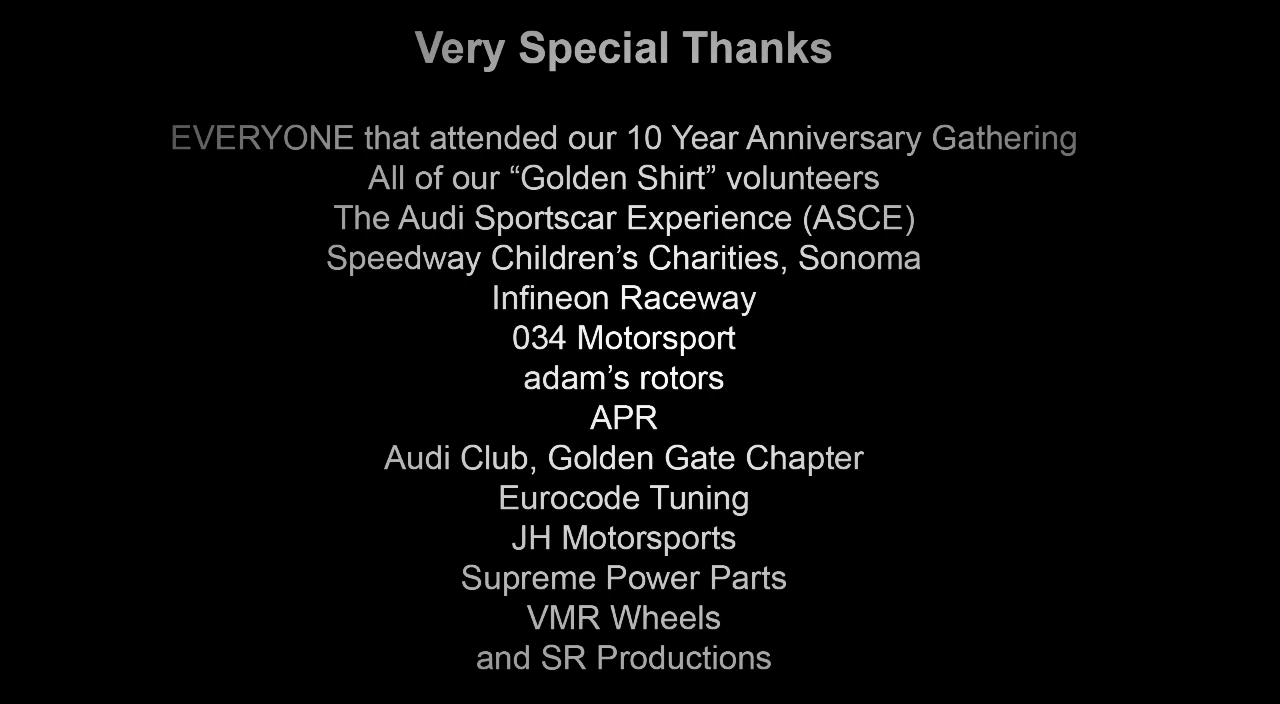 Very Special Thanks
EVERYONE that attended our 10 Year Anniversary Gathering
All of our “Golden Shirt” volunteers
The Audi Sportscar Experience (ASCE)
Speedway Children’s Charities, Sonoma
Infineon Raceway
034 Motorsport
adam’s rotors
APR
Audi Club, Golden Gate Chapter
Eurocode Tuning
JH Motorsports
Supreme Power Parts
VMR Wheels
and SR Productions